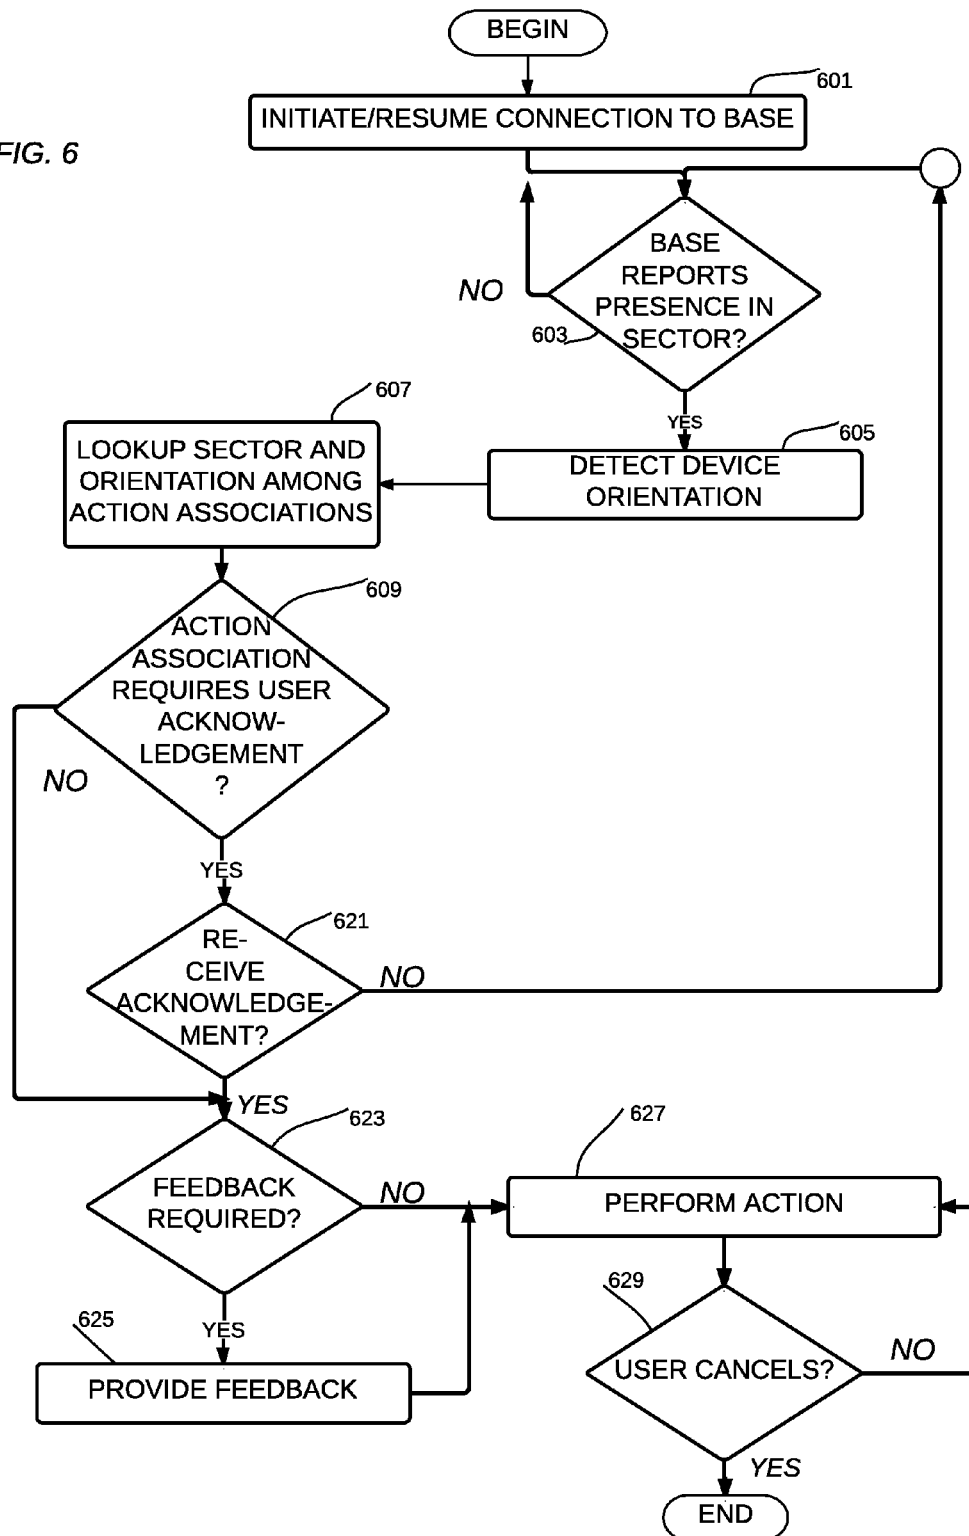 BEGIN
601
INITIATE/RESUME CONNECTION TO BASE
FIG. 6
BASE
REPORTS
PRESENCE IN
SECTOR?
NO
603
YES
607
605
LOOKUP SECTOR AND
ORIENTATION AMONG
ACTION ASSOCIATIONS
DETECT DEVICE
ORIENTATION
609
ACTION
ASSOCIATION
REQUIRES USER
ACKNOW-
LEDGEMENT
?
NO
YES
621
RE-
CEIVE
ACKNOWLEDGE-
MENT?
NO
YES
623
FEEDBACK
REQUIRED?
NO
627
PERFORM ACTION
YES
625
PROVIDE FEEDBACK
629
USER CANCELS?
NO
YES
END